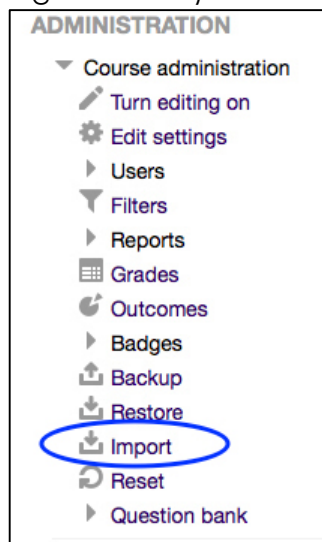 ADMINISTRATION
Course administration
Turn editing on
Edit settings
Users
Filters
Reports
Grades
Outcomes
Badges
Backup
Restore
Import
Reset
Question bank